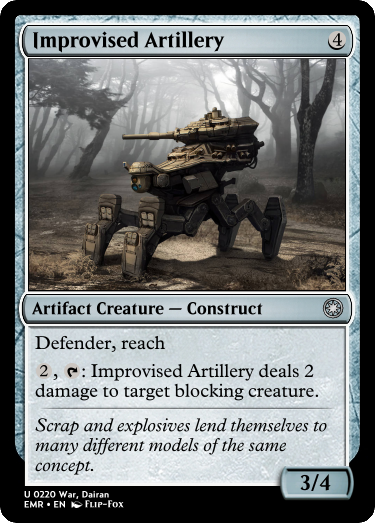 Improvised Artillery 4
Artifact Creature — Construct
Defender, reach
2, : Improvised Artillery deals 2
damage to target blocking creature.
Scrap and explosives lend themselves to
many different models of the same
concept.
3/4
U 0220 War, Dairan
EMR • EN Flip-Fox